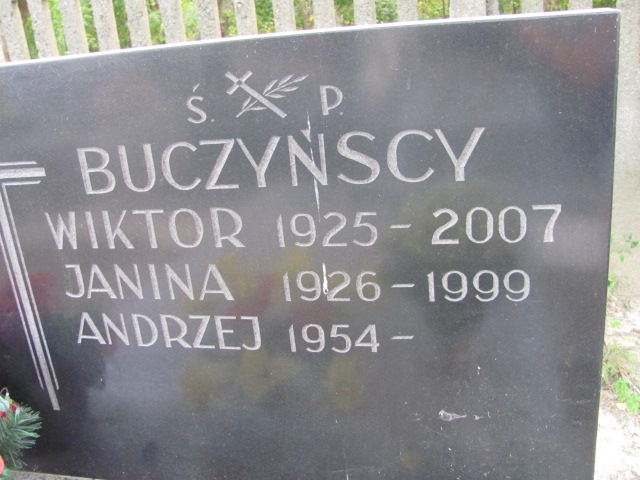 Ś. P.
BUCZYŃSCY
WIKTOR 1925 - 2007
JANINA 1926 - 1999
ANDRZEJ 1954 -